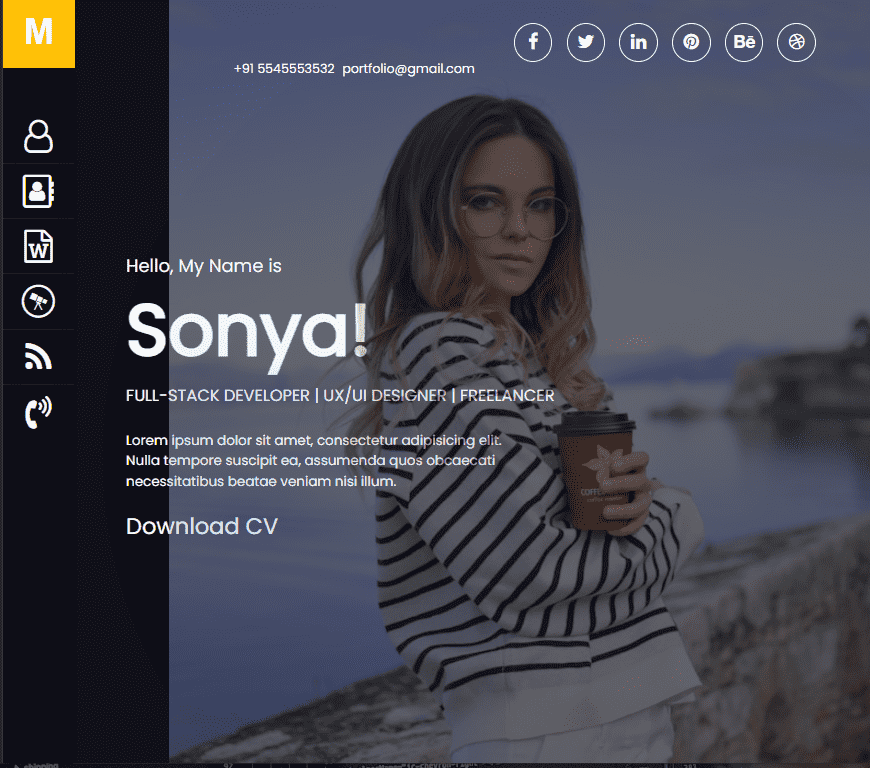 M
+91 5545553532 portfolio@gmail.com
Bē
Hello, My Name is
Sonya!
FULL-STACK DEVELOPER | UX/UI DESIGNER | FREELANCER
Lorem ipsum dolor sit amet, consectetur adipisicing elit.
Nulla tempore suscipit ea, assumenda quos obcaecati
necessitatibus beatae veniam nisi illum.
Download CV